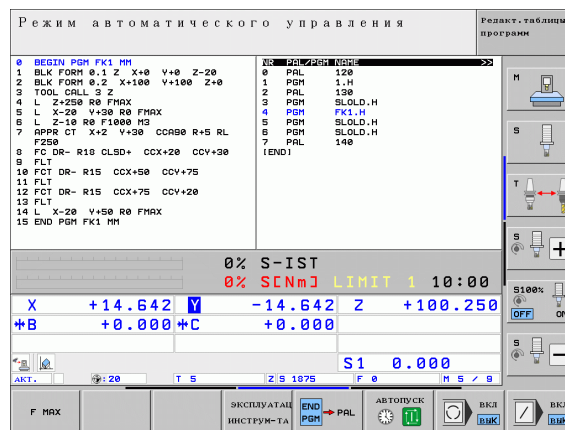 Режим автоматического управления
Редакт.таблицы
программ
0 BEGIN PGM FK1 MM
1 BLK FORM 0.1 Z X+0 Y+0 Z-20
2 BLK FORM 0.2 X+100 Y+100 Z+0
3 TOOL CALL 3 Z
4 L Z+250 R0 FMAX
5 L X-20 Y+30 R0 FMAX
6 L Z-10 R0 F1000 M3
7 APPR CT X+2 Y+30 CCA90 R+5 RL
F250
8 FC DR- R18 CLSD+ CCX+20 CCY+30
9 FLT
10 FCT DR- R15 CCX+50 CCY+75
11 FLT
12 FCT DR- R15 CCX+75 CCY+20
13 FLT
14 L X-20 Y+50 R0 FMAX
15 END PGM FK1 MM
NR PAL/PGM NAME >>
0 PAL 120
1 PGM 1.H
2 PAL 130
3 PGM SLOLD.H
4 PGM FK1.H
5 PGM SLOLD.H
6 PGM SLOLD.H
7 PAL 140
[END]
M
S
T
S
S100%
OFF ON
S
0% S-IST
0% S[Nm] LIMIT 1 10:00
X +14.642 Y -14.642 Z +100.250
B +0.000 C +0.000
S1 0.000
АКТ. : 20 T 5 Z S 1875 F 0 M 5 / 9
F MAX
ЭКСПЛУАТАЦ
ИНСТРУМ-ТА
END
PGM → PAL
АВТОПУСК
ВКЛ
ВЫК
ВКЛ
ВЫК